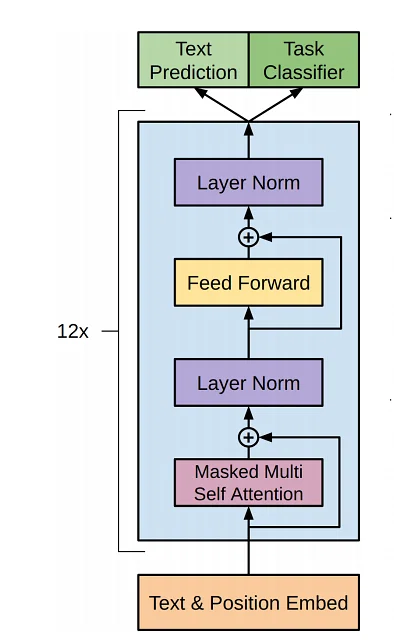 Text
Prediction
Task
Classifier
Layer Norm
+
Feed Forward
12x
Layer Norm
+
Masked Multi
Self Attention
Text & Position Embed